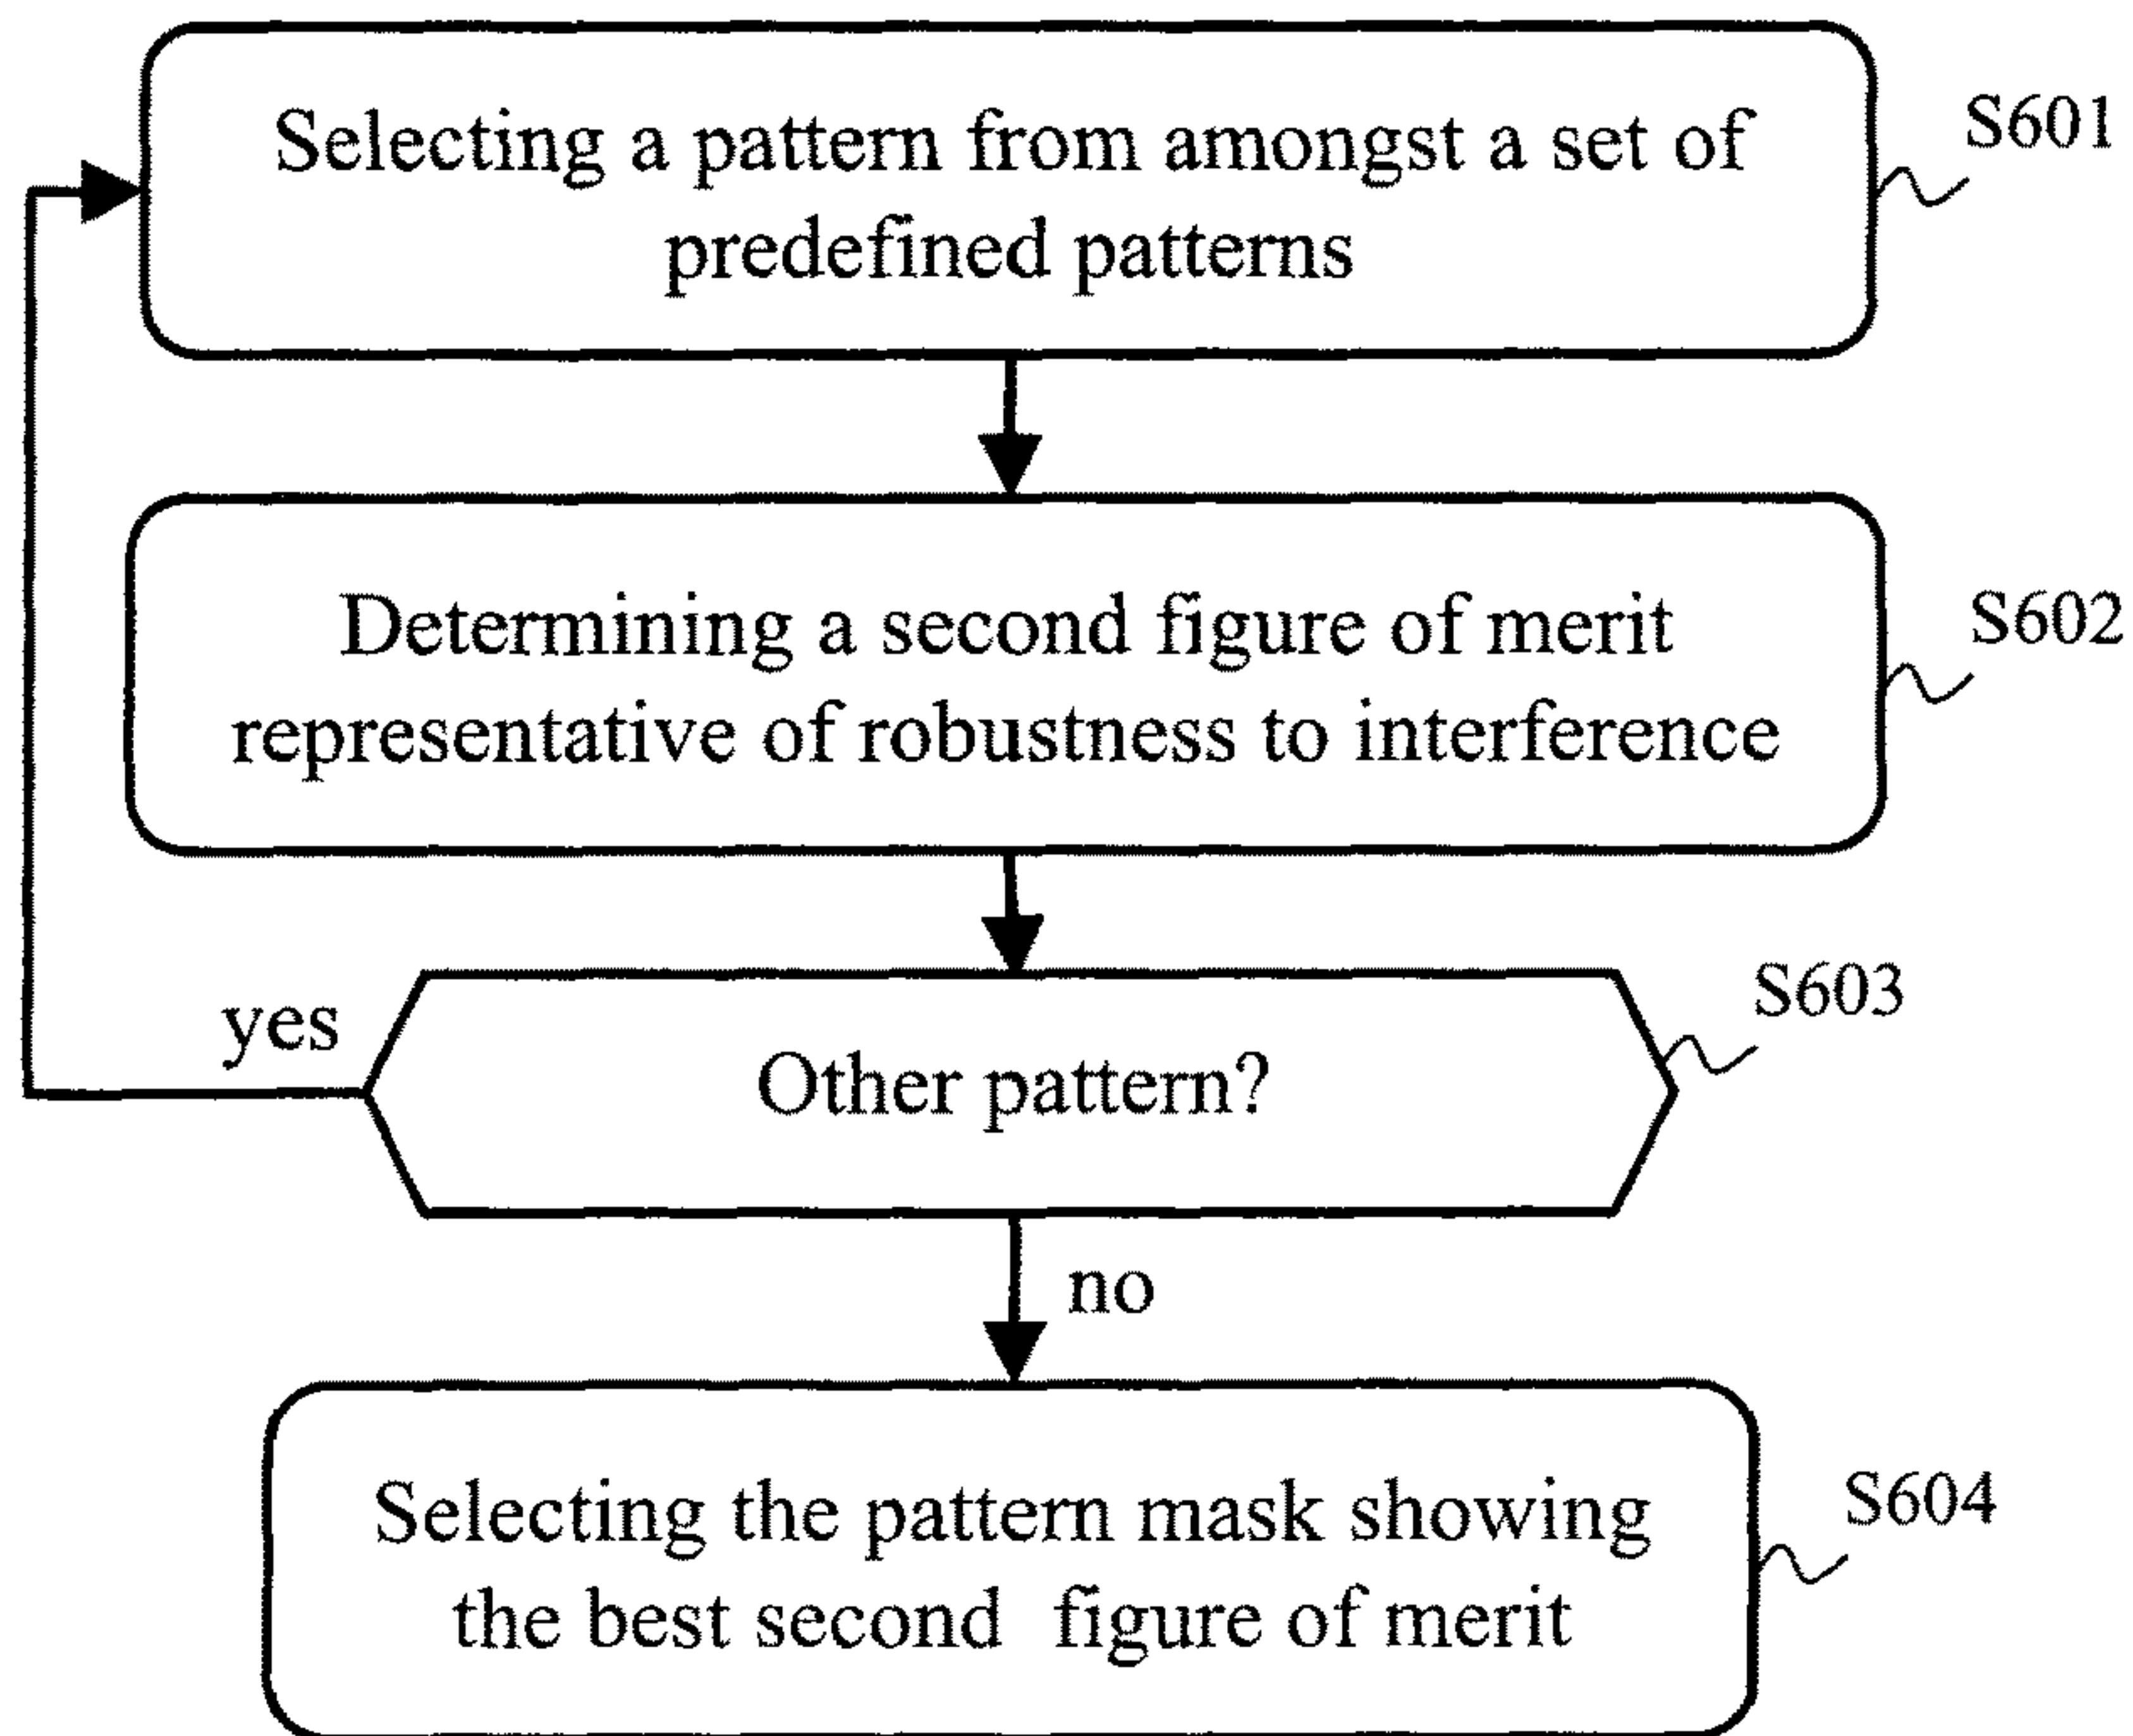 Selecting a pattern from amongst a set of
predefined patterns
S601
Determining a second figure of merit
representative of robustness to interference
S602
Other pattern?
S603
yes
no
Selecting the pattern mask showing
the best second figure of merit
S604